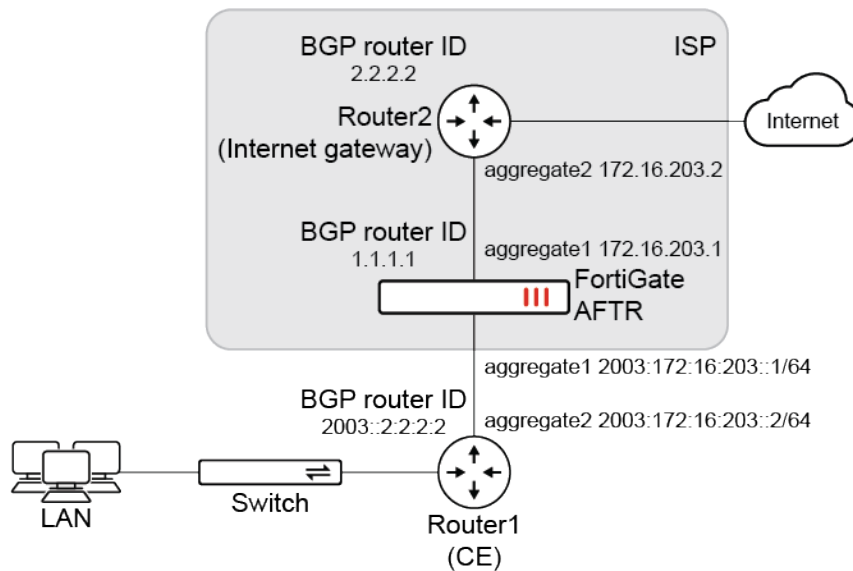 BGP router ID
2.2.2.2
ISP
Router2
(Internet gateway)
Internet
aggregate2 172.16.203.2
BGP router ID
1.1.1.1
aggregate1 172.16.203.1
FortiGate
AFTR
aggregate1 2003:172:16:203::1/64
BGP router ID
2003::2:2:2:2
aggregate2 2003:172:16:203::2/64
LAN
Switch
Router1
(CE)